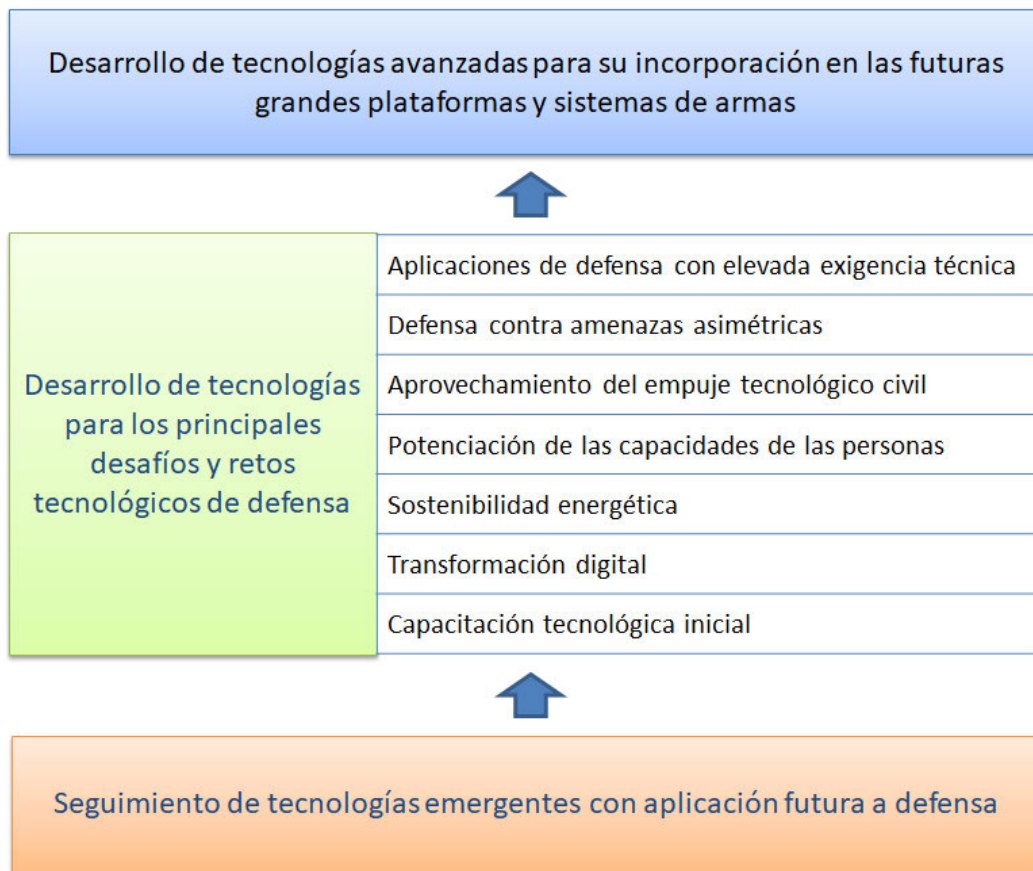 Desarrollo de tecnologías avanzadas para su incorporación en las futuras
grandes plataformas y sistemas de armas
Desarrollo de tecnologías
para los principales
desafíos y retos
tecnológicos de defensa
Aplicaciones de defensa con elevada exigencia técnica
Defensa contra amenazas asimétricas
Aprovechamiento del empuje tecnológico civil
Potenciación de las capacidades de las personas
Sostenibilidad energética
Transformación digital
Capacitación tecnológica inicial
Seguimiento de tecnologías emergentes con aplicación futura a defensa